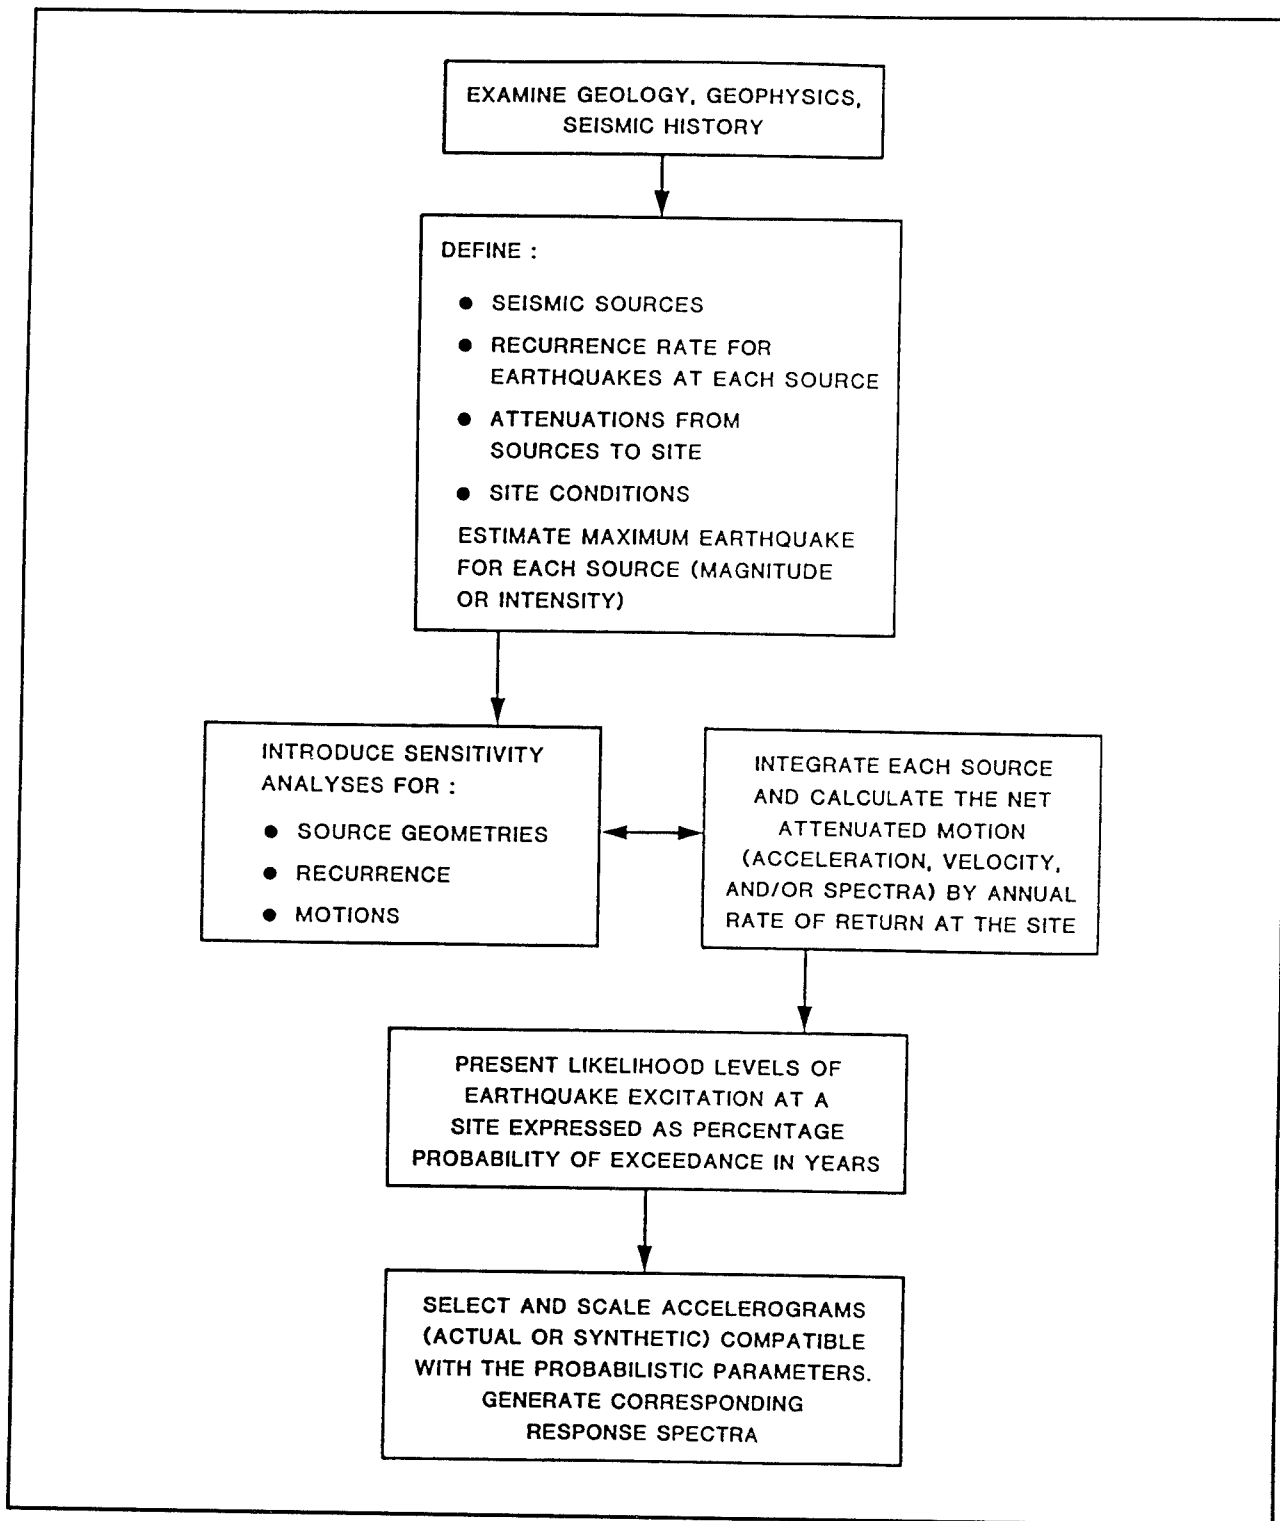 EXAMINE GEOLOGY, GEOPHYSICS,
SEISMIC HISTORY
DEFINE :
● SEISMIC SOURCES
● RECURRENCE RATE FOR
EARTHQUAKES AT EACH SOURCE
● ATTENUATIONS FROM
SOURCES TO SITE
● SITE CONDITIONS
ESTIMATE MAXIMUM EARTHQUAKE
FOR EACH SOURCE (MAGNITUDE
OR INTENSITY)
INTRODUCE SENSITIVITY
ANALYSES FOR :
● SOURCE GEOMETRIES
● RECURRENCE
● MOTIONS
INTEGRATE EACH SOURCE
AND CALCULATE THE NET
ATTENUATED MOTION
(ACCELERATION, VELOCITY,
AND/OR SPECTRA) BY ANNUAL
RATE OF RETURN AT THE SITE
PRESENT LIKELIHOOD LEVELS OF
EARTHQUAKE EXCITATION AT A
SITE EXPRESSED AS PERCENTAGE
PROBABILITY OF EXCEEDANCE IN YEARS
SELECT AND SCALE ACCELEROGRAMS
(ACTUAL OR SYNTHETIC) COMPATIBLE
WITH THE PROBABILISTIC PARAMETERS.
GENERATE CORRESPONDING
RESPONSE SPECTRA